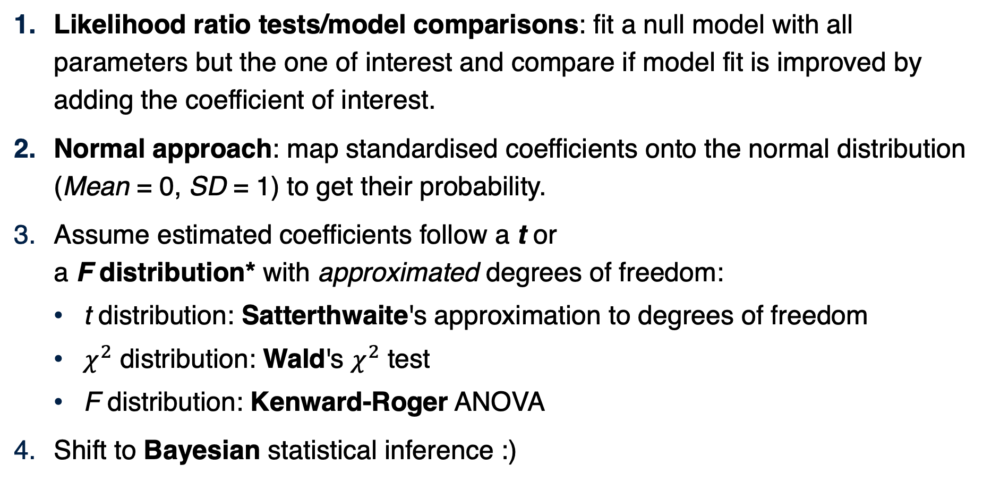 1. Likelihood ratio tests/model comparisons: fit a null model with all
parameters but the one of interest and compare if model fit is improved by
adding the coefficient of interest.
2. Normal approach: map standardised coefficients onto the normal distribution
(Mean = 0, SD = 1) to get their probability.
3. Assume estimated coefficients follow a t or
a F distribution* with approximated degrees of freedom:
• t distribution: Satterthwaite's approximation to degrees of freedom
• χ² distribution: Wald's χ² test
• F distribution: Kenward-Roger ANOVA
4. Shift to Bayesian statistical inference :)